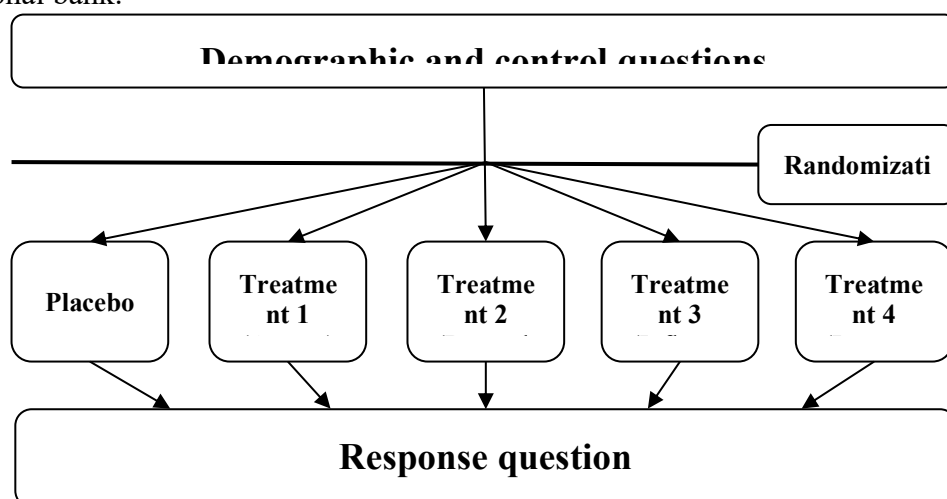 bank.
Demographic and control questions
Randomizati
Placebo
Treatme
nt 1
Treatme
nt 2
Treatme
nt 3
Treatme
nt 4
Response question